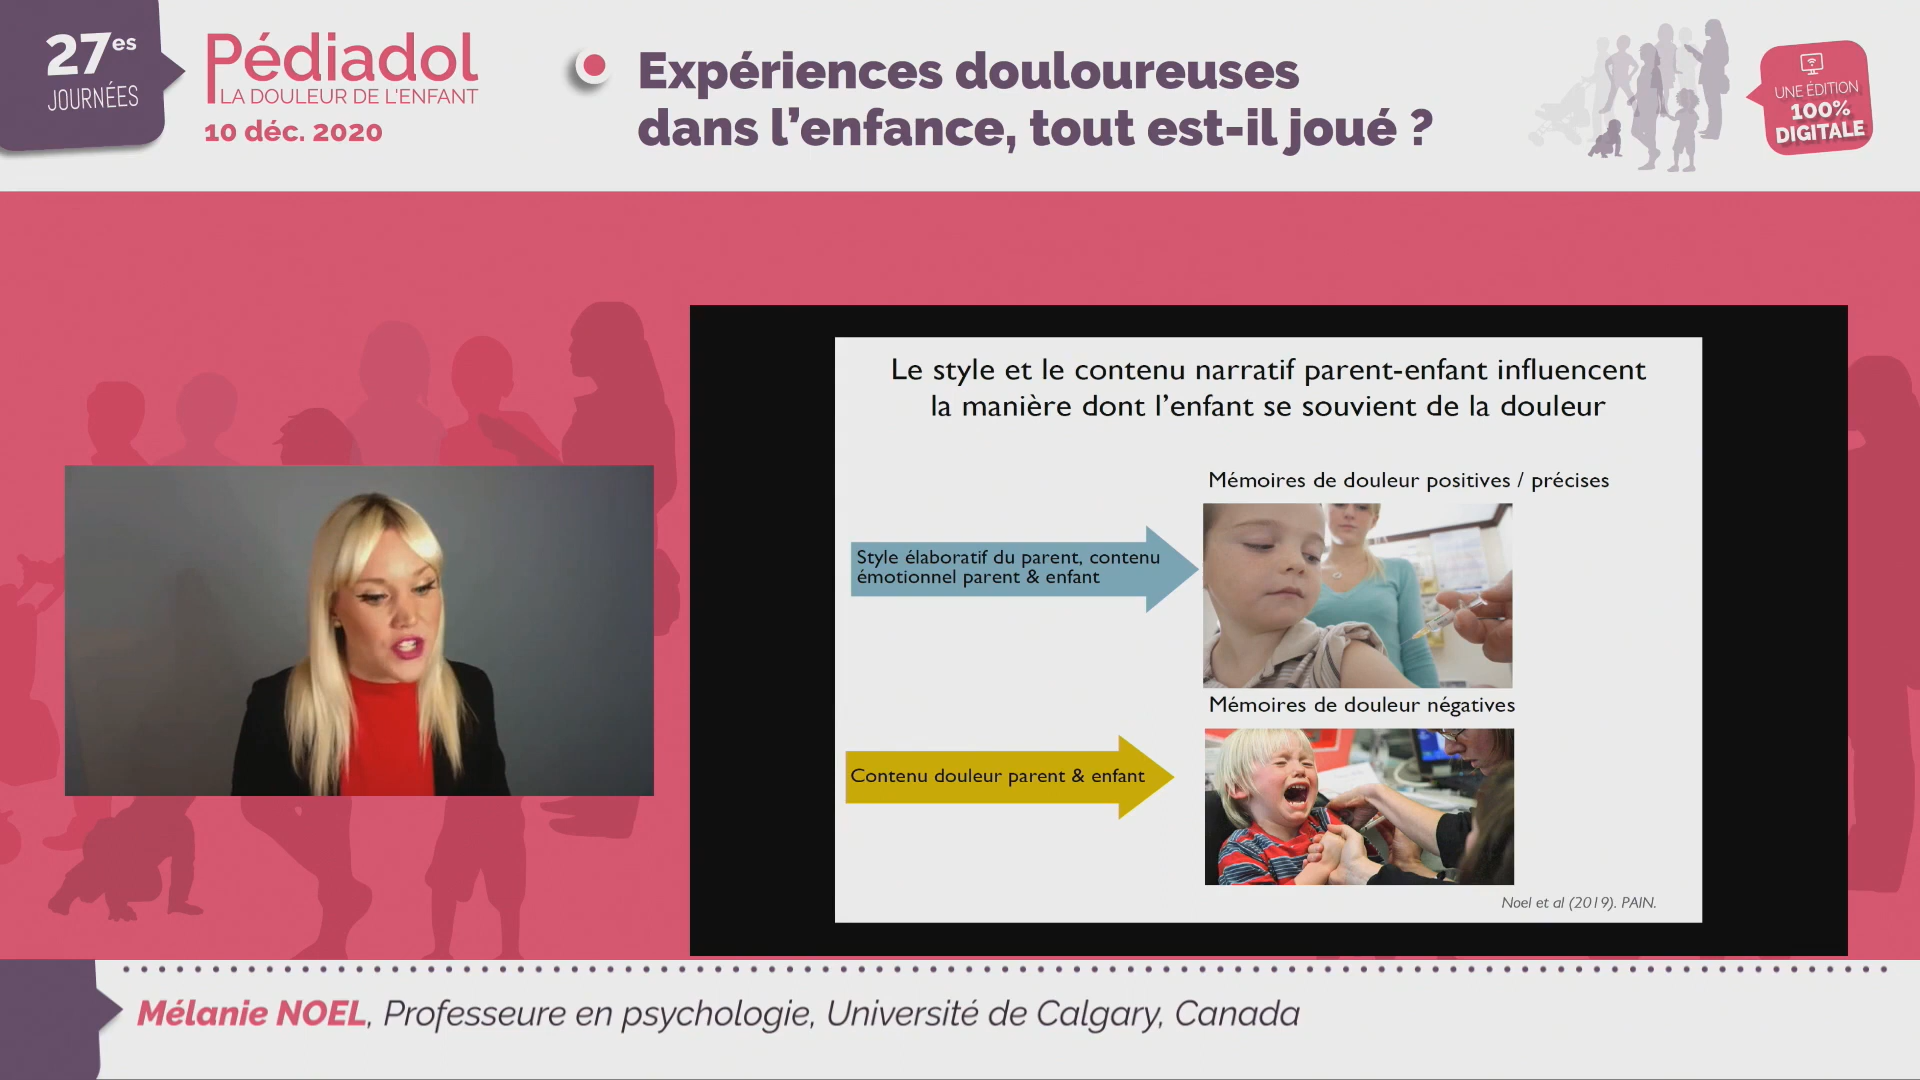 27es
JOURNÉES
Pédiadol
LA DOULEUR DE L'ENFANT
10 déc. 2020
Expériences douloureuses
dans l'enfance, tout est-il joué ?
UNE ÉDITION
100%
DIGITALE
Le style et le contenu narratif parent-enfant influencent
la manière dont l'enfant se souvient de la douleur
Mémoires de douleur positives / précises
Style élaboratif du parent, contenu
émotionnel parent & enfant
Mémoires de douleur négatives
Contenu douleur parent & enfant
Noel et al (2019). PAIN.
Mélanie NOEL, Professeure en psychologie, Université de Calgary, Canada